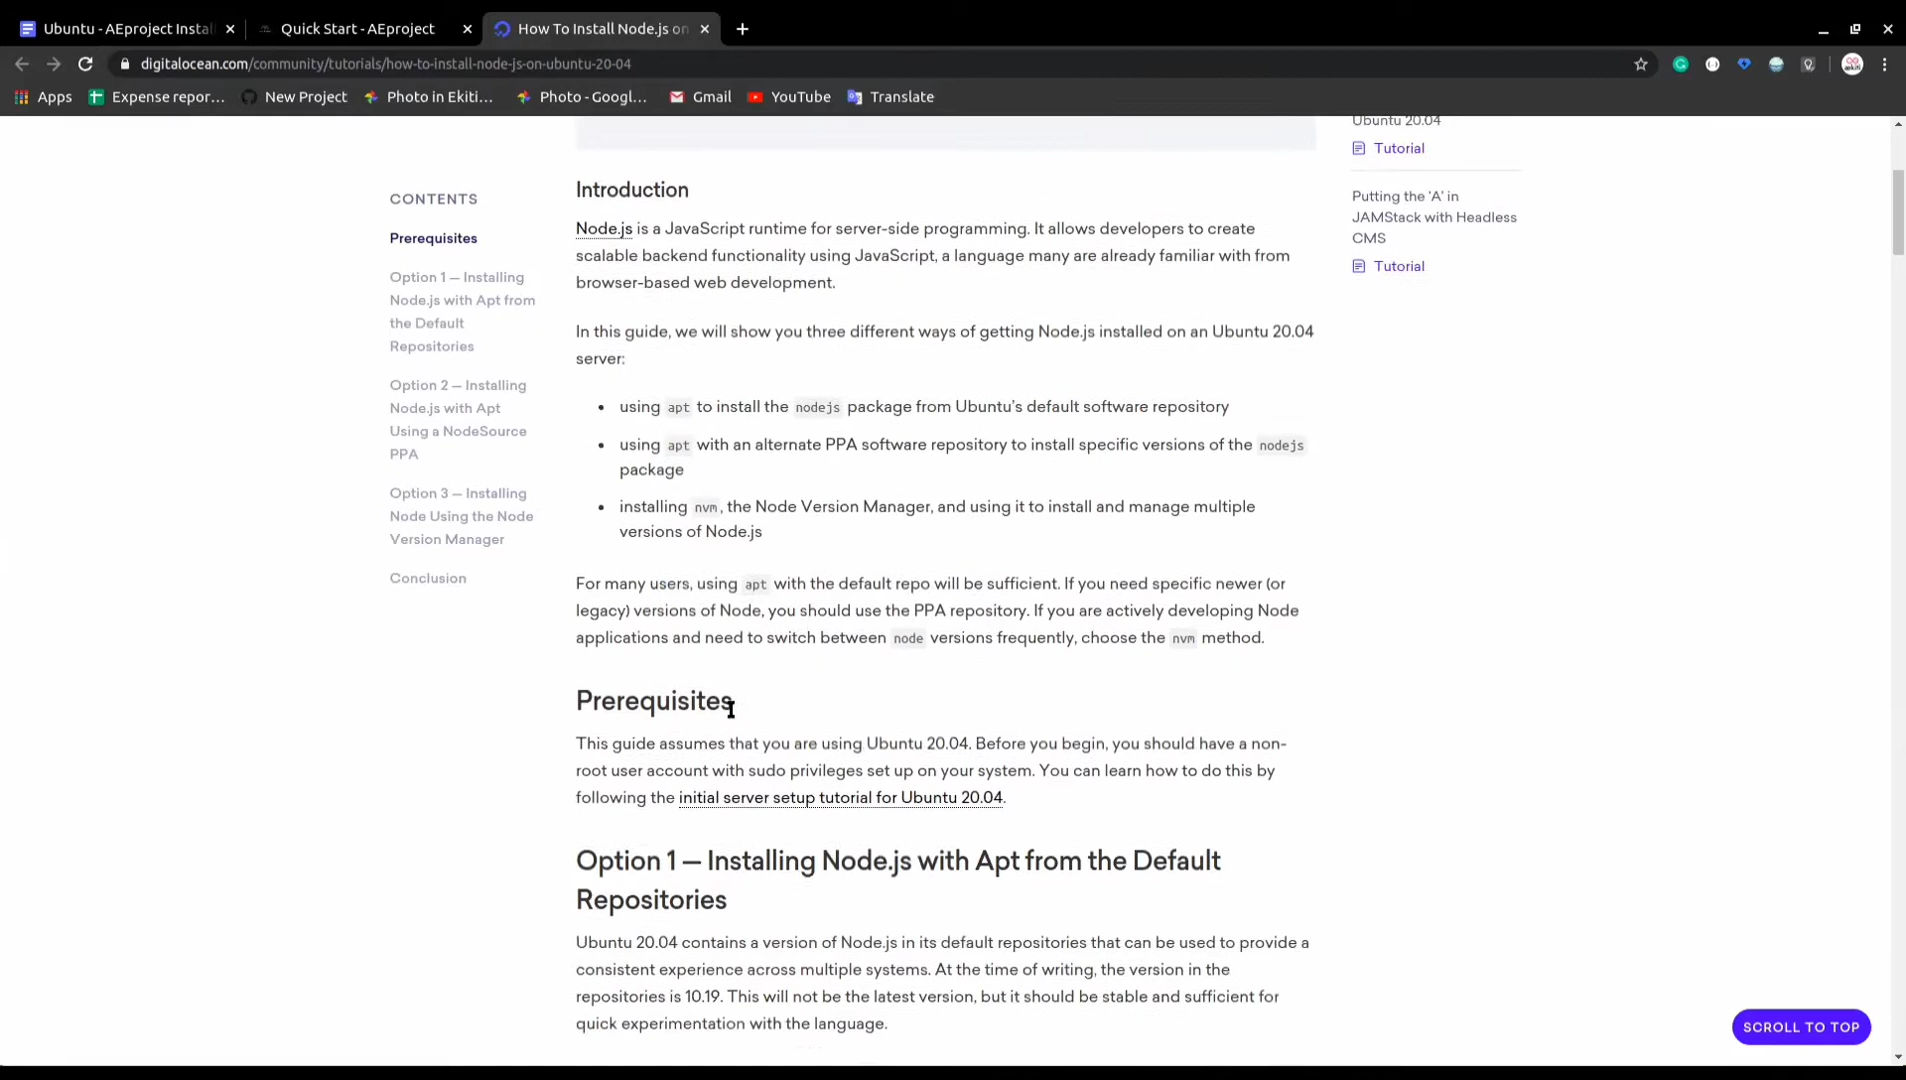 Ubuntu - AEproject Instal
Quick Start - AEproject
How To Install Node.js on
digitalocean.com/community/tutorials/how-to-install-node-js-on-ubuntu-20-04
Apps
Expense repor...
New Project
Photo in Ekiti...
Photo - Googl...
Gmail
YouTube
Translate
CONTENTS
Prerequisites
Option 1 — Installing
Node.js with Apt from
the Default
Repositories
Option 2 — Installing
Node.js with Apt
Using a NodeSource
PPA
Option 3 — Installing
Node Using the Node
Version Manager
Conclusion
Introduction
Node.js is a JavaScript runtime for server-side programming. It allows developers to create
scalable backend functionality using JavaScript, a language many are already familiar with from
browser-based web development.
In this guide, we will show you three different ways of getting Node.js installed on an Ubuntu 20.04
server:
• using apt to install the nodejs package from Ubuntu's default software repository
• using apt with an alternate PPA software repository to install specific versions of the nodejs
package
• installing nvm, the Node Version Manager, and using it to install and manage multiple
versions of Node.js
For many users, using apt with the default repo will be sufficient. If you need specific newer (or
legacy) versions of Node, you should use the PPA repository. If you are actively developing Node
applications and need to switch between node versions frequently, choose the nvm method.
Prerequisites
This guide assumes that you are using Ubuntu 20.04. Before you begin, you should have a non-
root user account with sudo privileges set up on your system. You can learn how to do this by
following the initial server setup tutorial for Ubuntu 20.04.
Option 1 — Installing Node.js with Apt from the Default
Repositories
Ubuntu 20.04 contains a version of Node.js in its default repositories that can be used to provide a
consistent experience across multiple systems. At the time of writing, the version in the
repositories is 10.19. This will not be the latest version, but it should be stable and sufficient for
quick experimentation with the language.
Ubuntu 20.04
Tutorial
Putting the 'A' in
JAMStack with Headless
CMS
Tutorial
SCROLL TO TOP